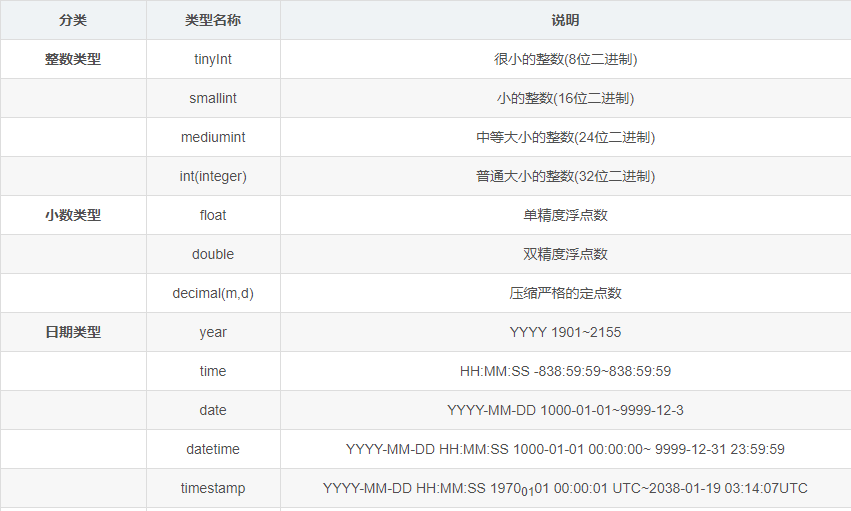 分类 类型名称 说明
整数类型 tinyInt 很小的整数(8位二进制)
smallint 小的整数(16位二进制)
mediumint 中等大小的整数(24位二进制)
int(integer) 普通大小的整数(32位二进制)
小数类型 float 单精度浮点数
double 双精度浮点数
decimal(m,d) 压缩严格的定点数
日期类型 year YYYY 1901~2155
time HH:MM:SS -838:59:59~838:59:59
date YYYY-MM-DD 1000-01-01~9999-12-3
datetime YYYY-MM-DD HH:MM:SS 1000-01-01 00:00:00~ 9999-12-31 23:59:59
timestamp YYYY-MM-DD HH:MM:SS 19700101 00:00:01 UTC~2038-01-19 03:14:07UTC